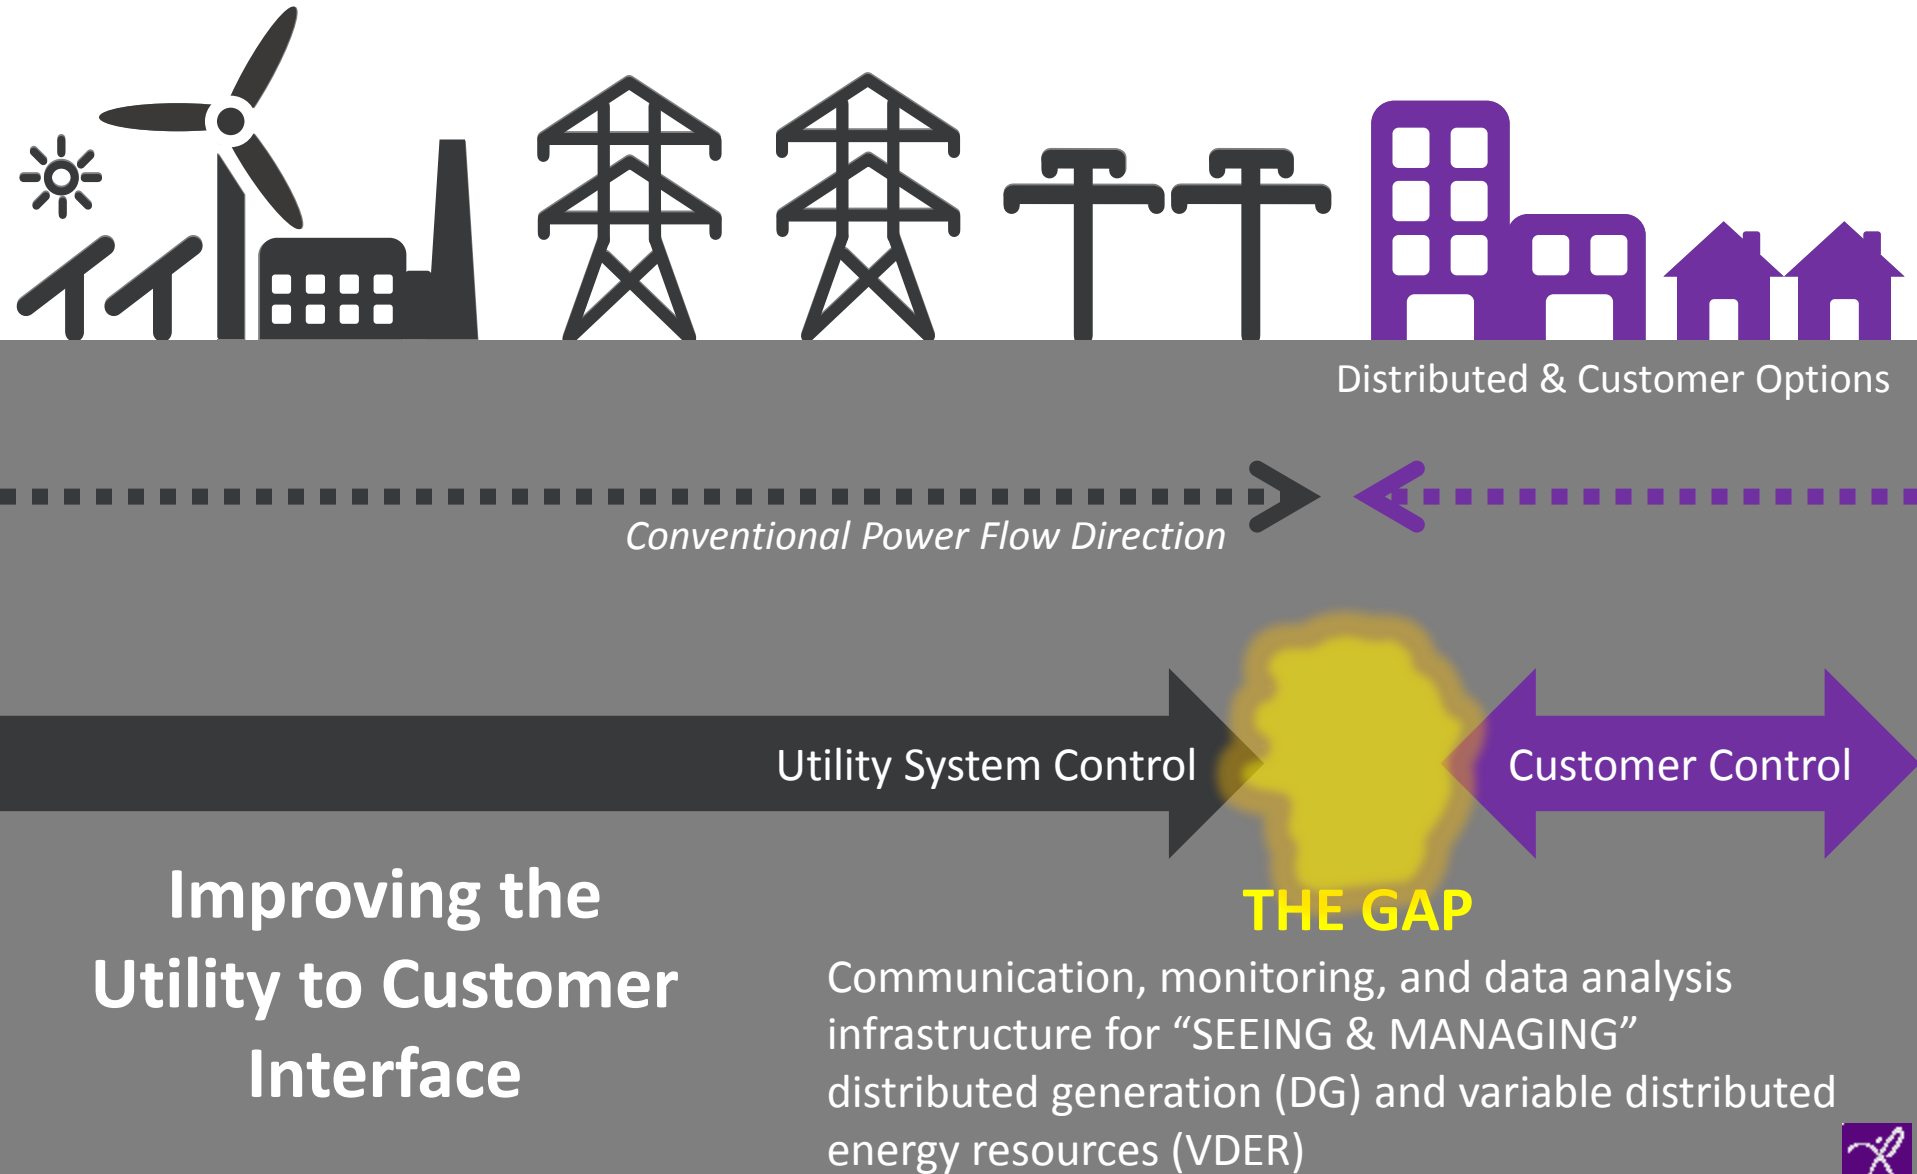 Distributed & Customer Options
Conventional Power Flow Direction
Utility System Control
Customer Control
Improving the
Utility to Customer
Interface
THE GAP
Communication, monitoring, and data analysis
infrastructure for “SEEING & MANAGING”
distributed generation (DG) and variable distributed
energy resources (VDER)